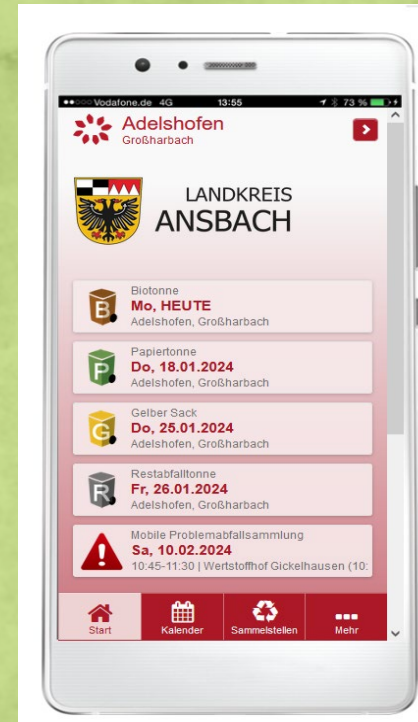 Vodafone.de 4G 13:55 73 %
Adelshofen
Großharbach
LANDKREIS
ANSBACH
B
Biotonne
Mo, HEUTE
Adelshofen, Großharbach
P
Papiertonne
Do, 18.01.2024
Adelshofen, Großharbach
G
Gelber Sack
Do, 25.01.2024
Adelshofen, Großharbach
R
Restabfalltonne
Fr, 26.01.2024
Adelshofen, Großharbach
Mobile Problemabfallsammlung
Sa, 10.02.2024
10:45-11:30 | Wertstoffhof Gickelhausen (10:
Start Kalender Sammelstellen Mehr